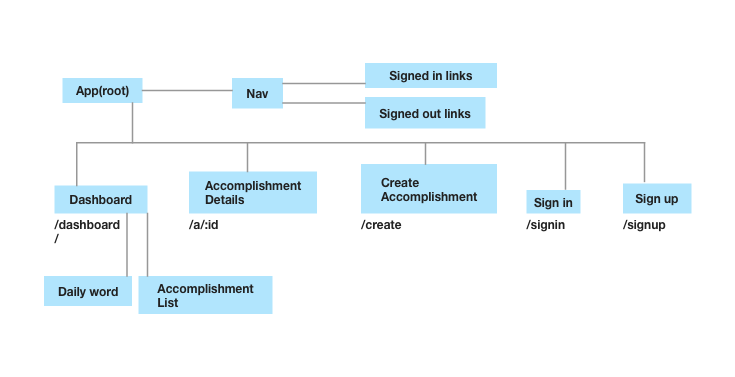 App(root)
Nav
Signed in links
Signed out links
Dashboard
/dashboard
/
Accomplishment
Details
/a/:id
Create
Accomplishment
/create
Sign in
/signin
Sign up
/signup
Daily word
Accomplishment
List